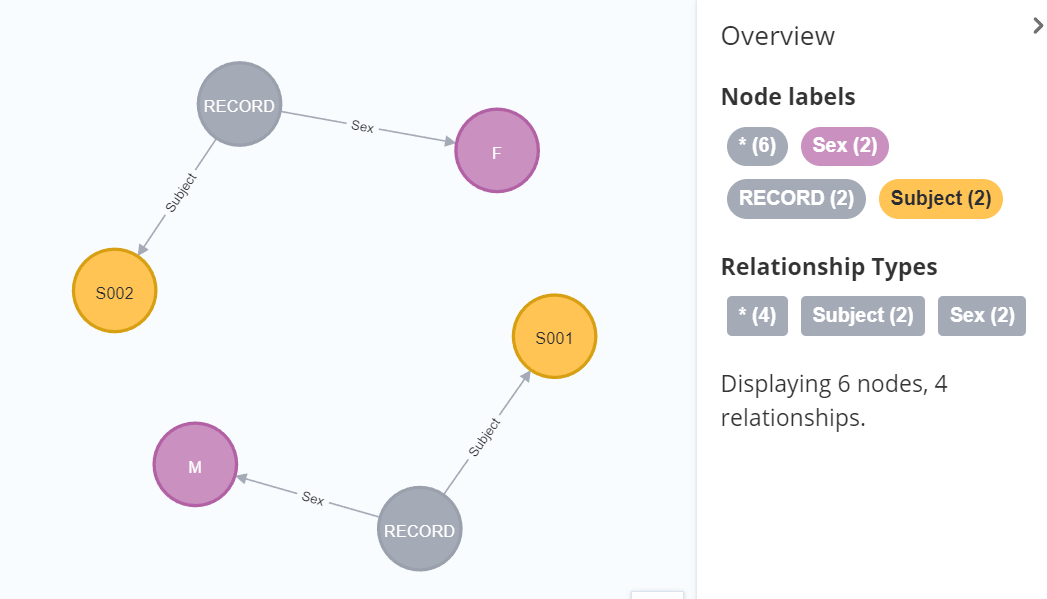 RECORD
Sex
F
Subject
S002
S001
Subject
M
Sex
RECORD
Overview
Node labels
* (6) Sex (2)
RECORD (2) Subject (2)
Relationship Types
* (4) Subject (2) Sex (2)
Displaying 6 nodes, 4
relationships.